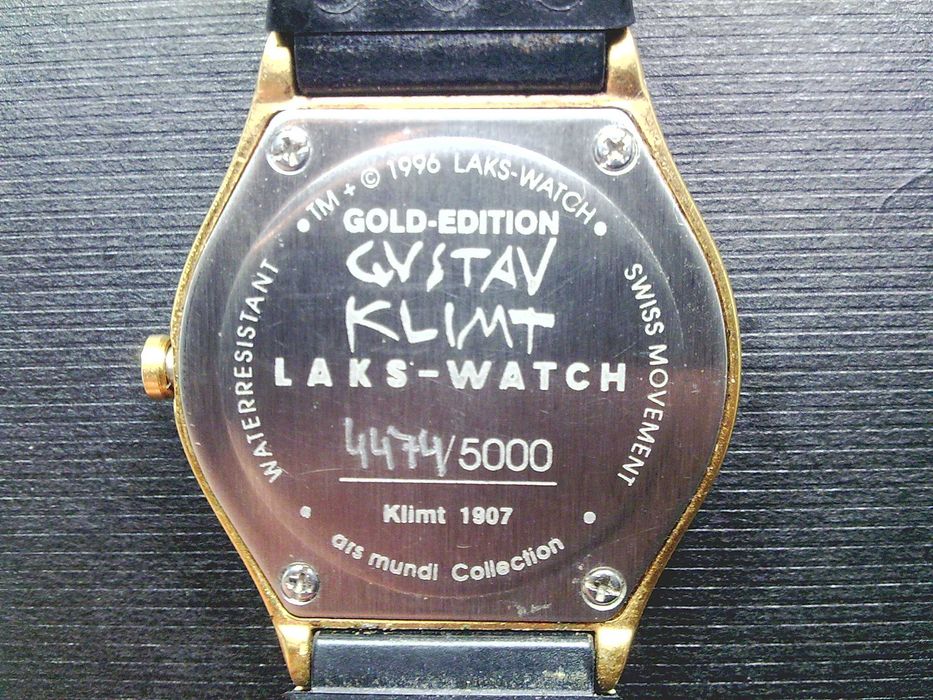 TM + © 1996 LAKS-WATCH
GOLD-EDITION
GUSTAV
KLIMT
LAKS-WATCH
WATERRESISTANT
SWISS MOVEMENT
4474/5000
Klimt 1907
ars mundi Collection